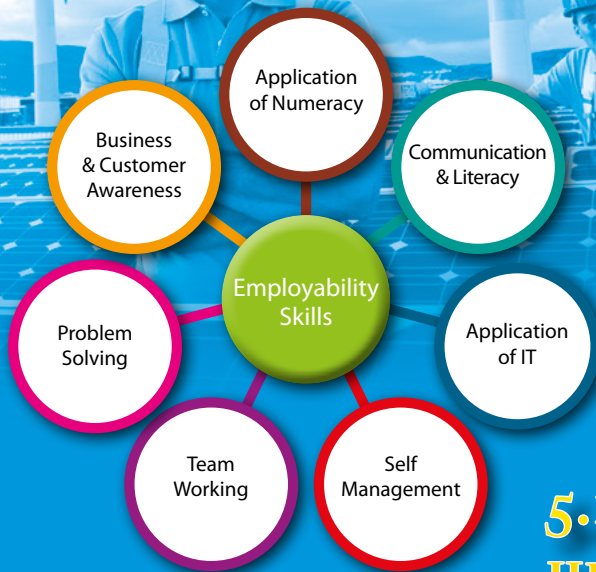 Application
of Numeracy
Business
& Customer
Awareness
Communication
& Literacy
Employability
Skills
Problem
Solving
Application
of IT
Team
Working
Self
Management
5.